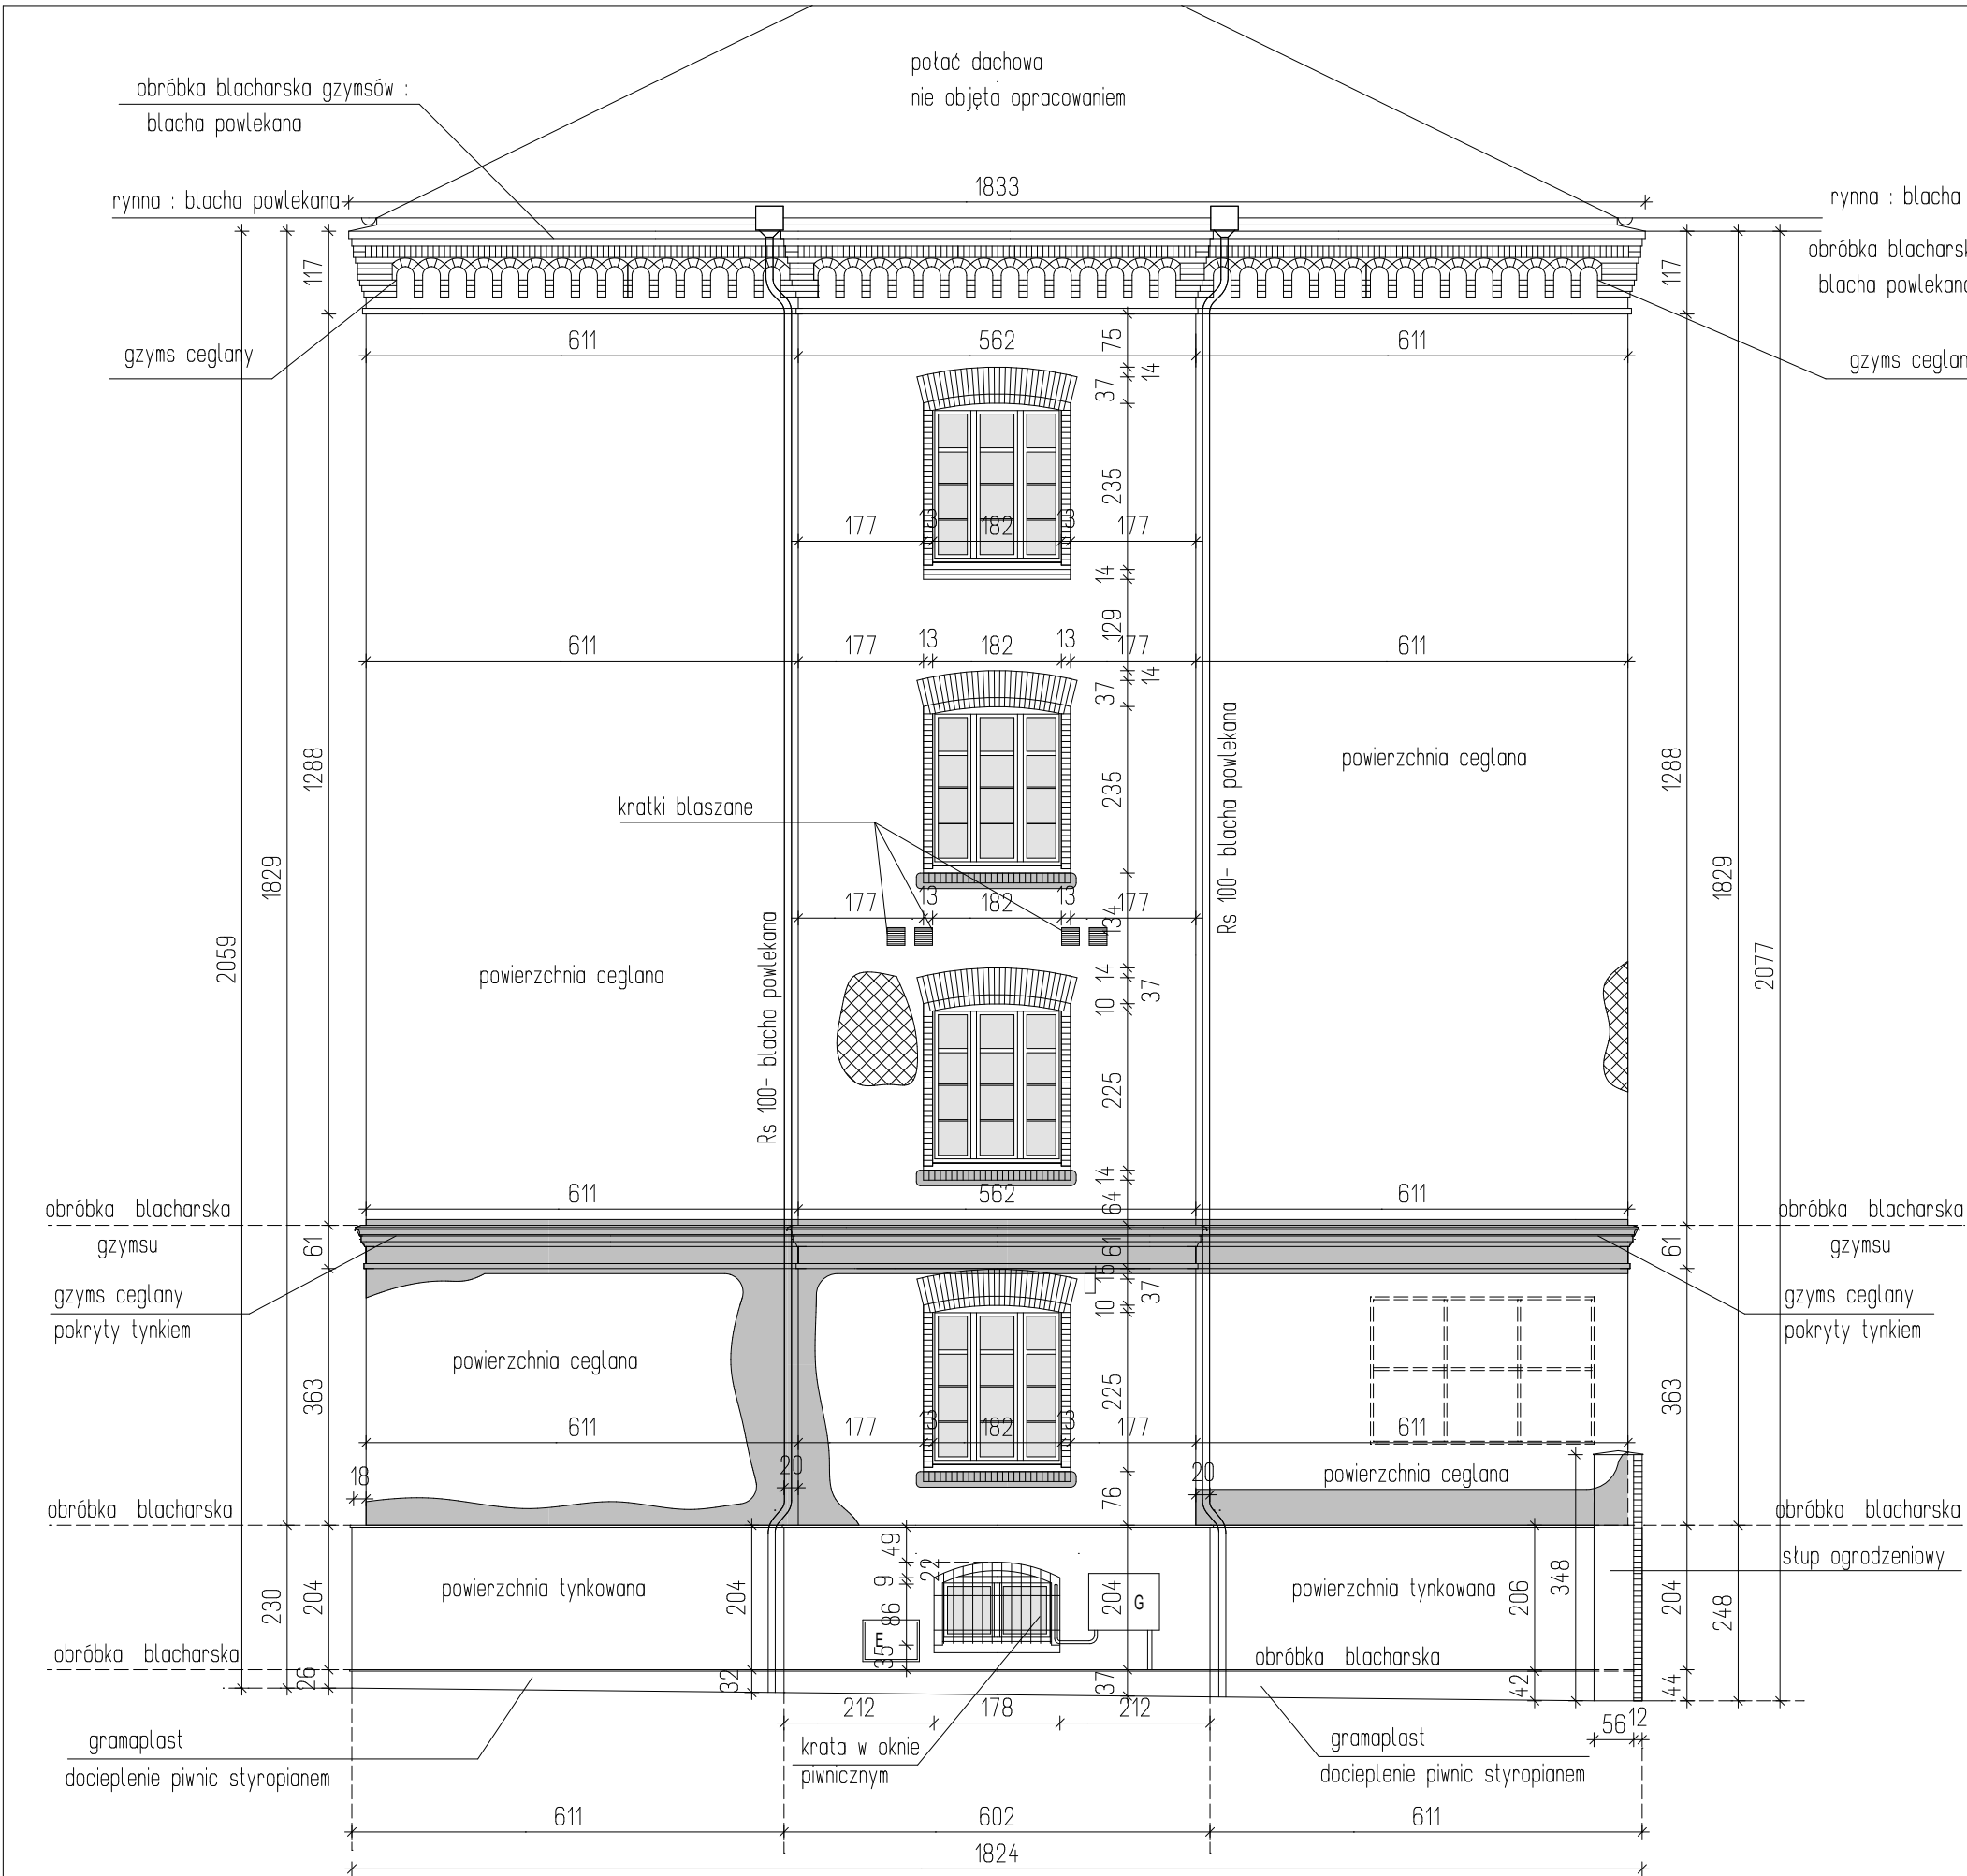 połać dachowa
nie objęta opracowaniem
obróbka blacharska gzymsów :
blacha powlekana
rynna : blacha powlekana
1833
rynna : blacha
obróbka blachars
blacha powlekan
117
117
gzyms ceglany
611
562
611
75
14
37
gzyms ceglan
235
177
13
182
13
177
14
129
611
177
13
182
13
177
611
14
37
1288
1288
powierzchnia ceglana
235
kratki blaszane
Rs 100- blacha powlekana
1829
1829
177
13
182
13
177
134
2059
2077
powierzchnia ceglana
Rs 100- blacha powlekana
14
37
10
225
14
611
562
611
64
obróbka blacharska
gzymsu
obróbka blacharska
gzymsu
61
61
61
15
37
10
gzyms ceglany
pokryty tynkiem
gzyms ceglany
pokryty tynkiem
powierzchnia ceglana
363
225
363
611
177
13
182
13
177
611
18
20
20
powierzchnia ceglana
76
obróbka blacharska
obróbka blacharska
49
22
9
86
35
słup ogrodzeniowy
powierzchnia tynkowana
powierzchnia tynkowana
230
204
204
204
206
348
204
248
E
G
obróbka blacharska
obróbka blacharska
26
32
37
42
44
212
178
212
56
12
gramaplast
docieplenie piwnic styropianem
krata w oknie
piwnicznym
gramaplast
docieplenie piwnic styropianem
611
602
611
1824